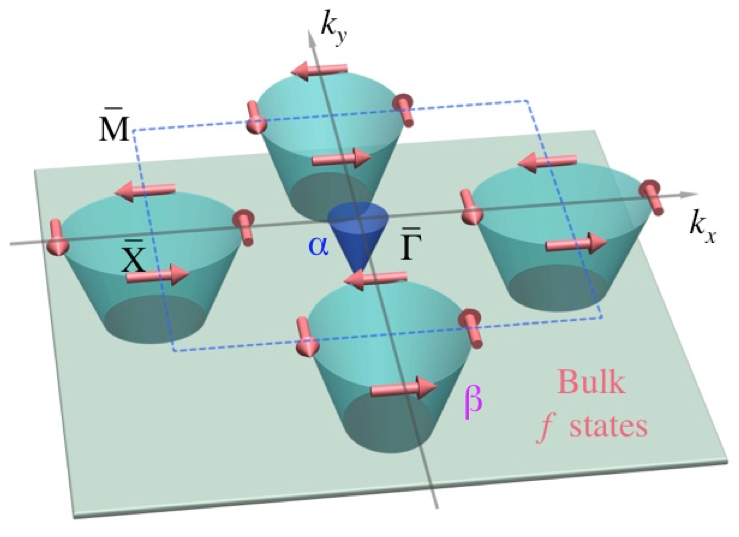 k_y
M̄
k_x
α
Γ̄
X̄
Bulk
β
f states